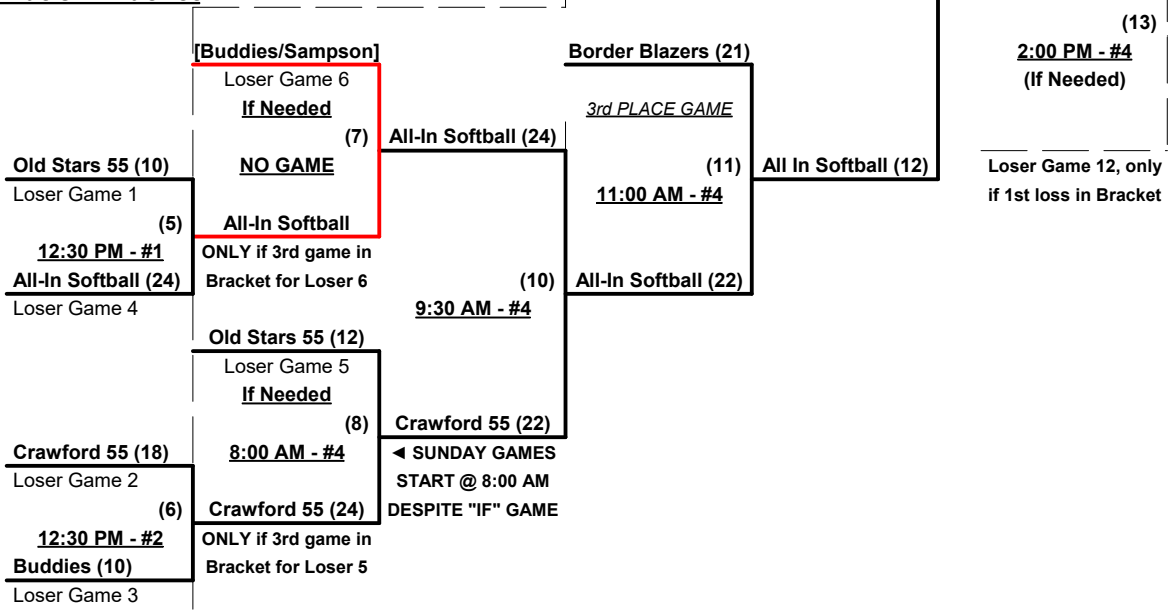 (13)
[Buddies/Sampson]
Border Blazers (21)
2:00 PM - #4
Loser Game 6
(If Needed)
If Needed
3rd PLACE GAME
(7)
All-In Softball (24)
Old Stars 55 (10)
NO GAME
(11)
All In Softball (12)
Loser Game 12, only
Loser Game 1
11:00 AM - #4
if 1st loss in Bracket
(5)
All-In Softball
12:30 PM - #1
ONLY if 3rd game in
All-In Softball (24)
Bracket for Loser 6
(10)
All-In Softball (22)
Loser Game 4
9:30 AM - #4
Old Stars 55 (12)
Loser Game 5
If Needed
(8)
Crawford 55 (22)
Crawford 55 (18)
8:00 AM - #4
◄ SUNDAY GAMES
Loser Game 2
START @ 8:00 AM
(6)
Crawford 55 (24)
DESPITE "IF" GAME
12:30 PM - #2
ONLY if 3rd game in
Buddies (10)
Bracket for Loser 5
Loser Game 3